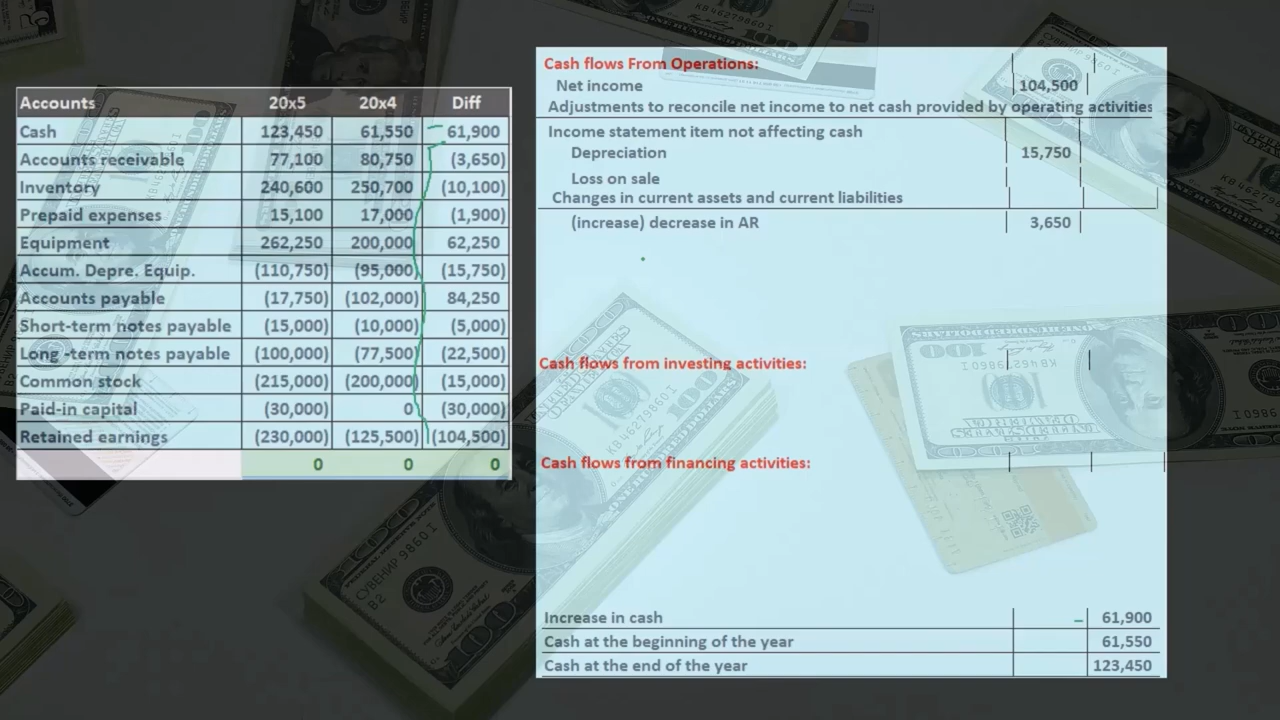 Accounts 20x5 20x4 Diff
Cash 123,450 61,550 61,900
Accounts receivable 77,100 80,750 (3,650)
Inventory 240,600 250,700 (10,100)
Prepaid expenses 15,100 17,000 (1,900)
Equipment 262,250 200,000 62,250
Accum. Depre. Equip. (110,750) (95,000) (15,750)
Accounts payable (17,750) (102,000) 84,250
Short-term notes payable (15,000) (10,000) (5,000)
Long -term notes payable (100,000) (77,500) (22,500)
Common stock (215,000) (200,000) (15,000)
Paid-in capital (30,000) 0 (30,000)
Retained earnings (230,000) (125,500) (104,500)
0 0 0
Cash flows From Operations:
Net income 104,500
Adjustments to reconcile net income to net cash provided by operating activities
Income statement item not affecting cash
Depreciation 15,750
Loss on sale
Changes in current assets and current liabilities
(increase) decrease in AR 3,650
Cash flows from investing activities:
Cash flows from financing activities:
Increase in cash 61,900
Cash at the beginning of the year 61,550
Cash at the end of the year 123,450